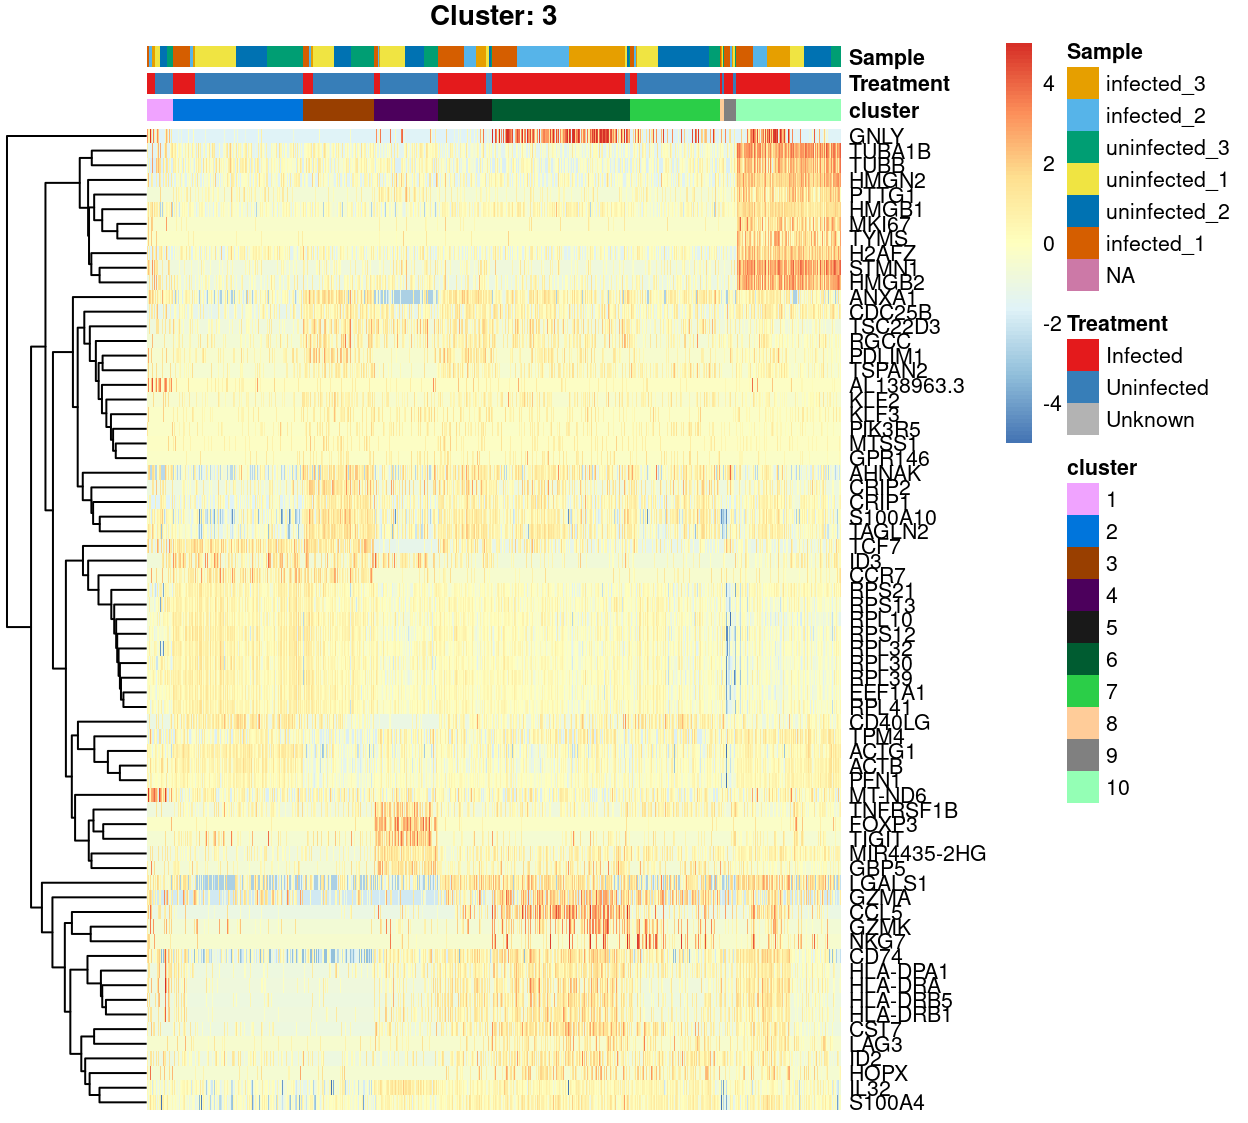 Cluster: 3
Sample
Treatment
cluster
GNLY
TUBA1B
TUBB
HMGN2
PTTG1
HMGB1
MKI67
TYMS
H2AFZ
STMN1
HMGB2
ANXA1
CDC25B
TSC22D3
RGCC
PDLIM1
TSPAN2
AL138963.3
KLF2
KLF3
PIK3R5
MTSS1
GPR146
AHNAK
CRIP2
CRIP1
S100A10
TAGLN2
TCF7
ID3
CCR7
RPS21
RPS13
RPL10
RPS12
RPL32
RPL30
RPL39
EEF1A1
RPL41
CD40LG
TPM4
ACTG1
ACTB
PFN1
MT-ND6
TNFRSF1B
FOXP3
TIGIT
MIR4435-2HG
GBP5
LGALS1
GZMA
CCL5
GZMK
NKG7
CD74
HLA-DPA1
HLA-DRA
HLA-DRB5
HLA-DRB1
CST7
LAG3
ID2
HOPX
IL32
S100A4
4
2
0
-2
-4
Sample
infected_3
infected_2
uninfected_3
uninfected_1
uninfected_2
infected_1
NA
Treatment
Infected
Uninfected
Unknown
cluster
1
2
3
4
5
6
7
8
9
10